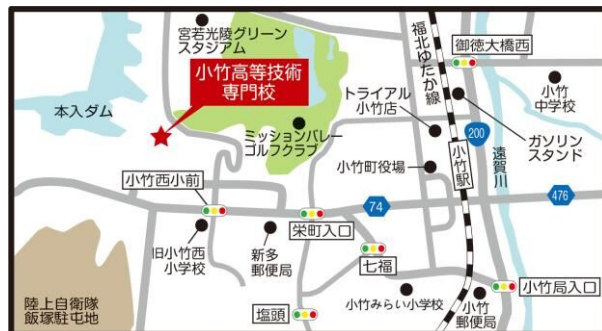 宮若光陵グリーン
スタジアム
小竹高等技術
専門校
本入ダム
ミッションバレー
ゴルフクラブ
福北ゆたか線
御徳大橋西
小竹
中学校
トライアル
小竹店
200
ガソリン
スタンド
遠賀川
小竹町役場
小竹駅
小竹西小前
74
476
旧小竹西
小学校
新多
郵便局
栄町入口
七福
塩頭
小竹みらい小学校
小竹
郵便局
小竹局入口
陸上自衛隊
飯塚駐屯地